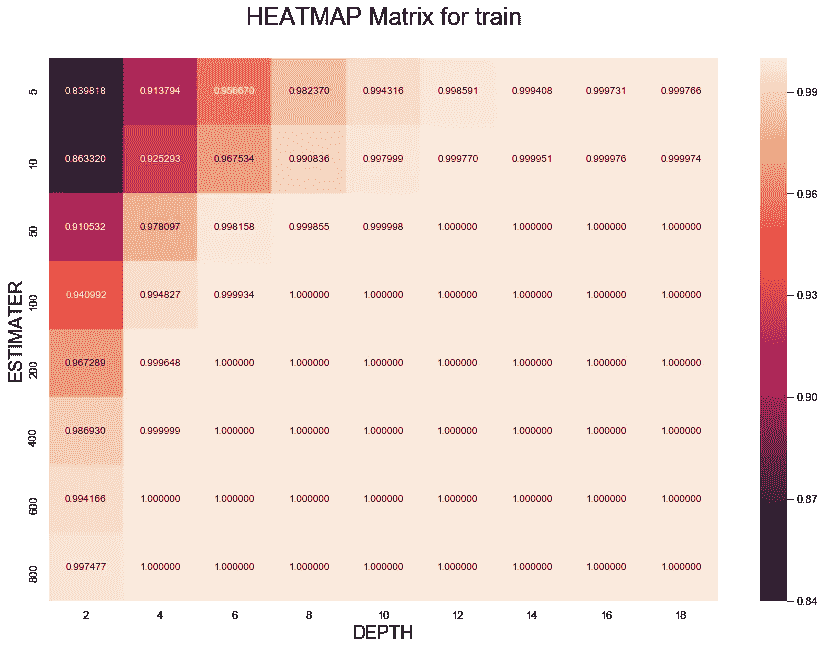 HEATMAP Matrix for train
5 0.839818 0.913794 0.956670 0.982370 0.994316 0.998591 0.999408 0.999731 0.999766
10 0.863320 0.925293 0.967534 0.990836 0.997999 0.999770 0.999951 0.999976 0.999974
50 0.910532 0.978097 0.998158 0.999855 0.999998 1.000000 1.000000 1.000000 1.000000
100 0.940992 0.994827 0.999934 1.000000 1.000000 1.000000 1.000000 1.000000 1.000000
200 0.967289 0.999648 1.000000 1.000000 1.000000 1.000000 1.000000 1.000000 1.000000
400 0.986930 0.999999 1.000000 1.000000 1.000000 1.000000 1.000000 1.000000 1.000000
600 0.994166 1.000000 1.000000 1.000000 1.000000 1.000000 1.000000 1.000000 1.000000
800 0.997477 1.000000 1.000000 1.000000 1.000000 1.000000 1.000000 1.000000 1.000000
ESTIMATER
2 4 6 8 10 12 14 16 18
DEPTH
0.99
0.96
0.93
0.90
0.87
0.84